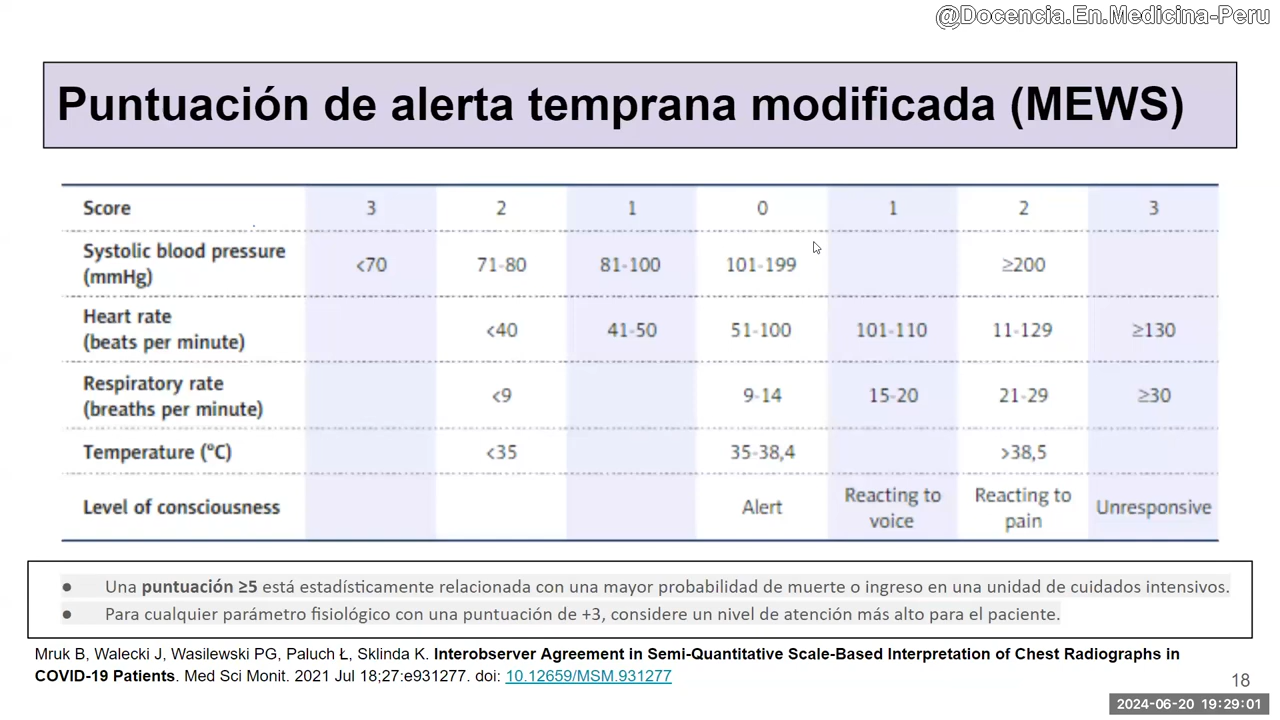 @Docencia.En.Medicina-Peru
Puntuación de alerta temprana modificada (MEWS)
Score 3 2 1 0 1 2 3
Systolic blood pressure (mmHg) <70 71-80 81-100 101-199 ≥200
Heart rate (beats per minute) <40 41-50 51-100 101-110 11-129 ≥130
Respiratory rate (breaths per minute) <9 9-14 15-20 21-29 ≥30
Temperature (°C) <35 35-38,4 >38,5
Level of consciousness Alert Reacting to voice Reacting to pain Unresponsive
● Una puntuación ≥5 está estadísticamente relacionada con una mayor probabilidad de muerte o ingreso en una unidad de cuidados intensivos.
● Para cualquier parámetro fisiológico con una puntuación de +3, considere un nivel de atención más alto para el paciente.
Mruk B, Walecki J, Wasilewski PG, Paluch Ł, Sklinda K. Interobserver Agreement in Semi-Quantitative Scale-Based Interpretation of Chest Radiographs in
COVID-19 Patients. Med Sci Monit. 2021 Jul 18;27:e931277. doi: 10.12659/MSM.931277
18
2024-06-20 19:29:01